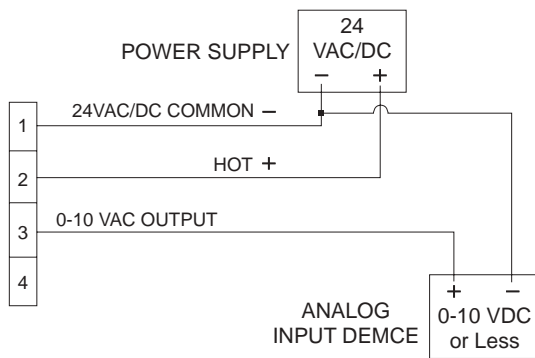 24
VAC/DC
POWER SUPPLY
− +
1
24VAC/DC COMMON −
2
HOT +
3
0-10 VAC OUTPUT
4
+ −
0-10 VDC
or Less
ANALOG
INPUT DEMCE